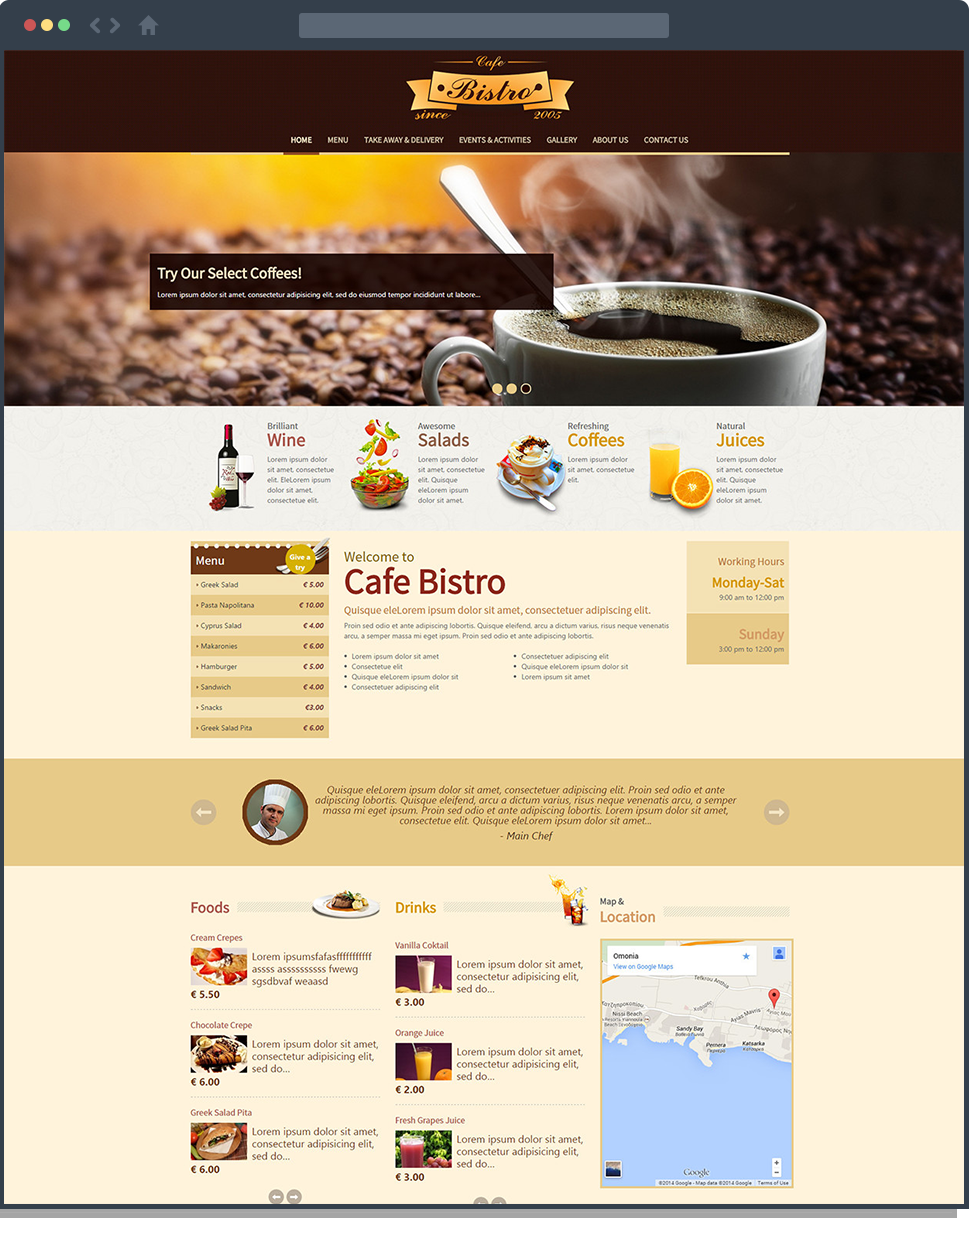 Cafe
Bistro
since 2005
HOME MENU TAKE AWAY & DELIVERY EVENTS & ACTIVITIES GALLERY ABOUT US CONTACT US
Try Our Select Coffees!
Lorem ipsum dolor sit amet, consectetur adipisicing elit, sed do eiusmod tempor incididunt ut labore...
Brilliant
Wine
Lorem ipsum dolor
sit amet, consectetue
elit. EleLorem ipsum
dolor sit amet,
consectetue elit.
Awesome
Salads
Lorem ipsum dolor
sit amet, consectetue
elit. Quisque
eleLorem ipsum
dolor sit amet.
Refreshing
Coffees
Lorem ipsum dolor
sit amet, consectetue
elit.
Natural
Juices
Lorem ipsum dolor
sit amet, consectetue
elit. Quisque
eleLorem ipsum
dolor sit amet.
Menu
Give a
try
Greek Salad € 5.00
Pasta Napolitana € 10.00
Cyprus Salad € 4.00
Makaronies € 6.00
Hamburger € 5.00
Sandwich € 4.00
Snacks €3.00
Greek Salad Pita € 6.00
Welcome to
Cafe Bistro
Quisque eleLorem ipsum dolor sit amet, consectetuer adipiscing elit.
Proin sed odio et ante adipiscing lobortis. Quisque eleifend, arcu a dictum varius, risus neque venenatis
arcu, a semper massa mi eget ipsum. Proin sed odio et ante adipiscing lobortis.
Lorem ipsum dolor sit amet
Consectetue elit
Quisque eleLorem ipsum dolor sit
Consectetuer adipiscing elit
Consectetuer adipiscing elit
Quisque eleLorem ipsum dolor sit
Lorem ipsum sit amet
Working Hours
Monday-Sat
9:00 am to 12:00 pm
Sunday
3:00 pm to 12:00 pm
Quisque eleLorem ipsum dolor sit amet, consectetuer adipiscing elit. Proin sed odio et ante
adipiscing lobortis. Quisque eleifend, arcu a dictum varius, risus neque venenatis arcu, a semper
massa mi eget ipsum. Proin sed odio et ante adipiscing lobortis. Lorem ipsum dolor sit amet,
consectetue elit. Quisque eleLorem ipsum dolor sit amet...
- Main Chef
Foods
Cream Crepes
Lorem ipsumsfafasfffffffffff
assss asssssssss fwewg
sgsdbvaf weaasd
€ 5.50
Chocolate Crepe
Lorem ipsum dolor sit amet,
consectetur adipisicing elit,
sed do...
€ 6.00
Greek Salad Pita
Lorem ipsum dolor sit amet,
consectetur adipisicing elit,
sed do...
€ 6.00
Drinks
Vanilla Coktail
Lorem ipsum dolor sit amet,
consectetur adipisicing elit,
sed do...
€ 3.00
Orange Juice
Lorem ipsum dolor sit amet,
consectetur adipisicing elit,
sed do...
€ 2.00
Fresh Grapes Juice
Lorem ipsum dolor sit amet,
consectetur adipisicing elit,
sed do...
€ 3.00
Map &
Location
Omonia
View on Google Maps
Tefkrou Anthia
Nissi Beach
Sandy Bay
Pernera
Περνερα
Katsarka
Κατσαρκα
Google
©2014 Google - Map data ©2014 Google Terms of Use